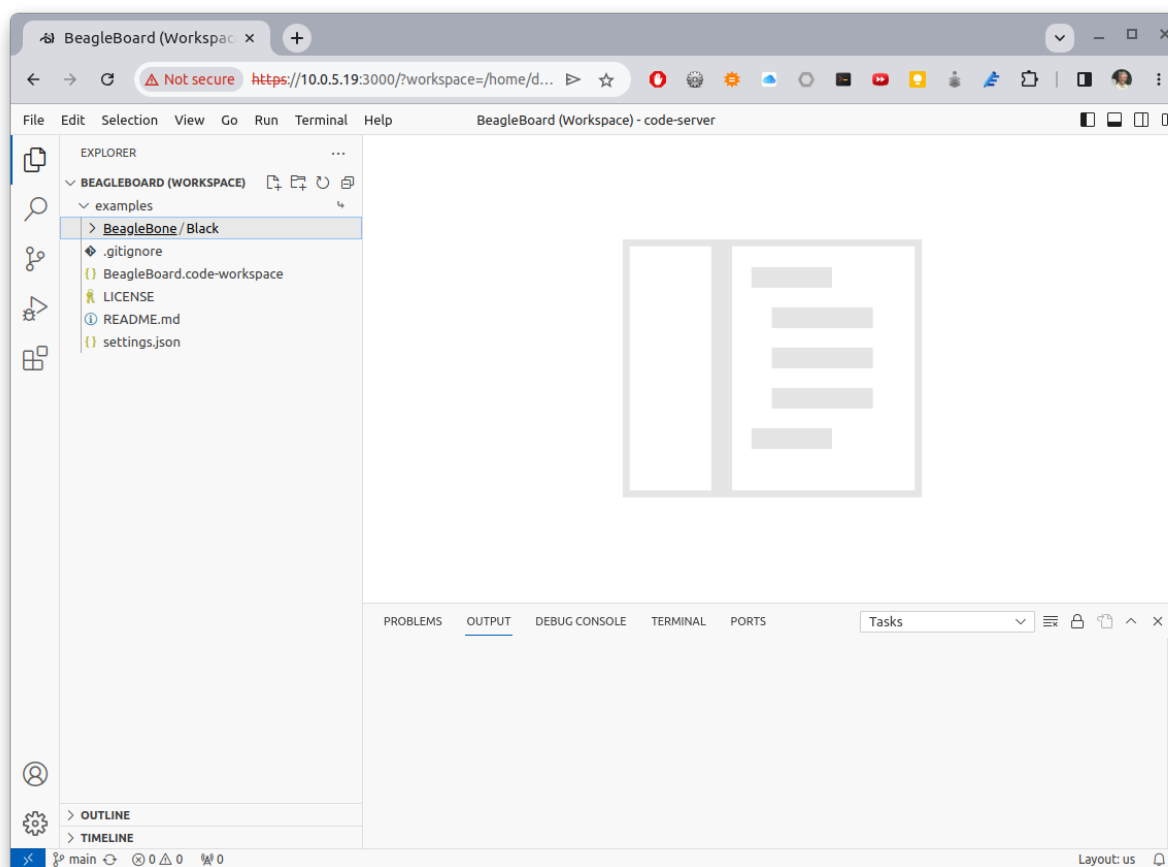 BeagleBoard (Workspac
Not secure https://10.0.5.19:3000/?workspace=/home/d...
File Edit Selection View Go Run Terminal Help BeagleBoard (Workspace) - code-server
EXPLORER
BEAGLEBOARD (WORKSPACE)
examples
BeagleBone / Black
.gitignore
BeagleBoard.code-workspace
LICENSE
README.md
settings.json
PROBLEMS OUTPUT DEBUG CONSOLE TERMINAL PORTS Tasks
OUTLINE
TIMELINE
main 0 0 0 Layout: us